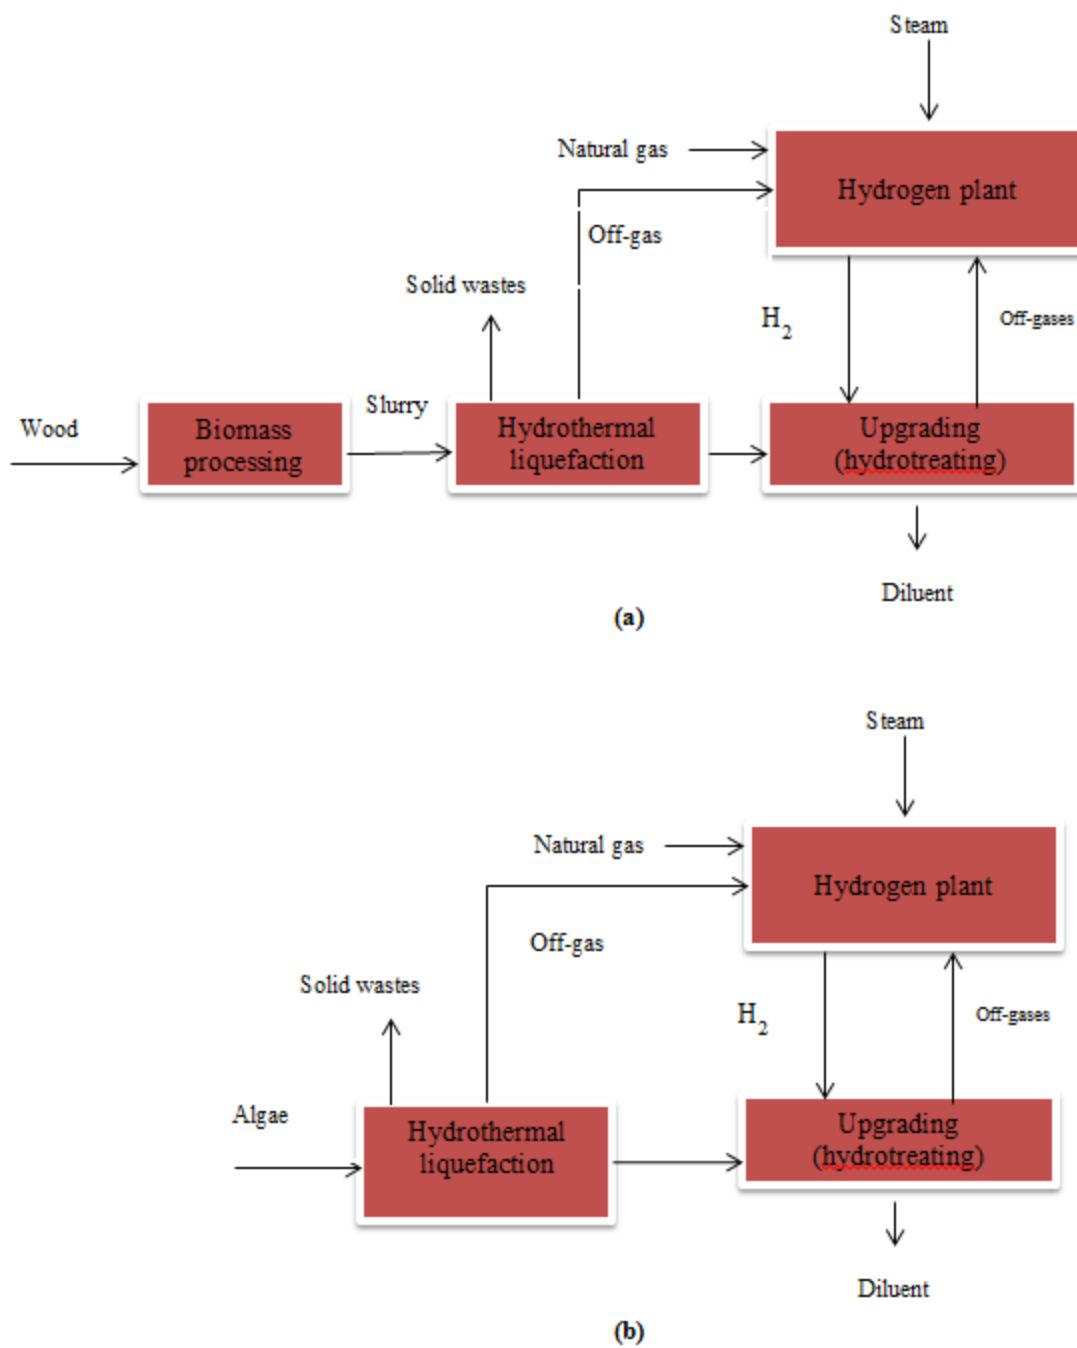 Steam
Natural gas
Hydrogen plant
Off-gas
Solid wastes
H2
Off-gases
Wood
Biomass
processing
Slurry
Hydrothermal
liquefaction
Upgrading
(hydrotreating)
Diluent
(a)
Steam
Natural gas
Hydrogen plant
Off-gas
Solid wastes
H2
Off-gases
Algae
Hydrothermal
liquefaction
Upgrading
(hydrotreating)
Diluent
(b)